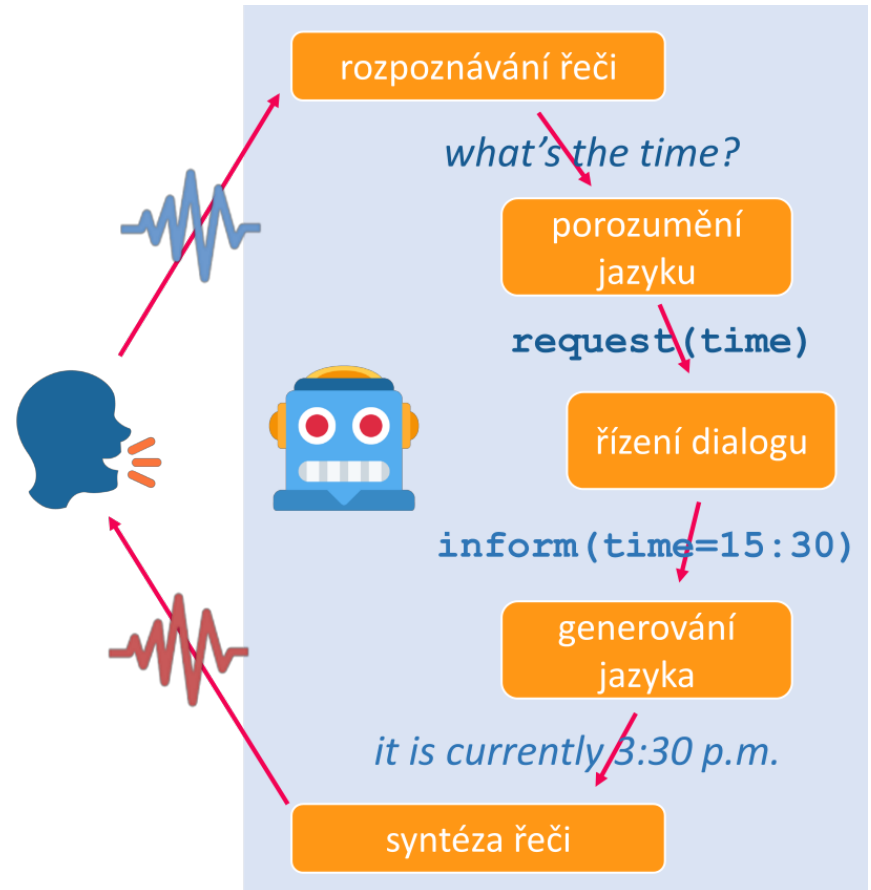 rozpoznávání řeči
what's the time?
porozumění
jazyku
request(time)
řízení dialogu
inform(time=15:30)
generování
jazyka
it is currently 3:30 p.m.
syntéza řeči